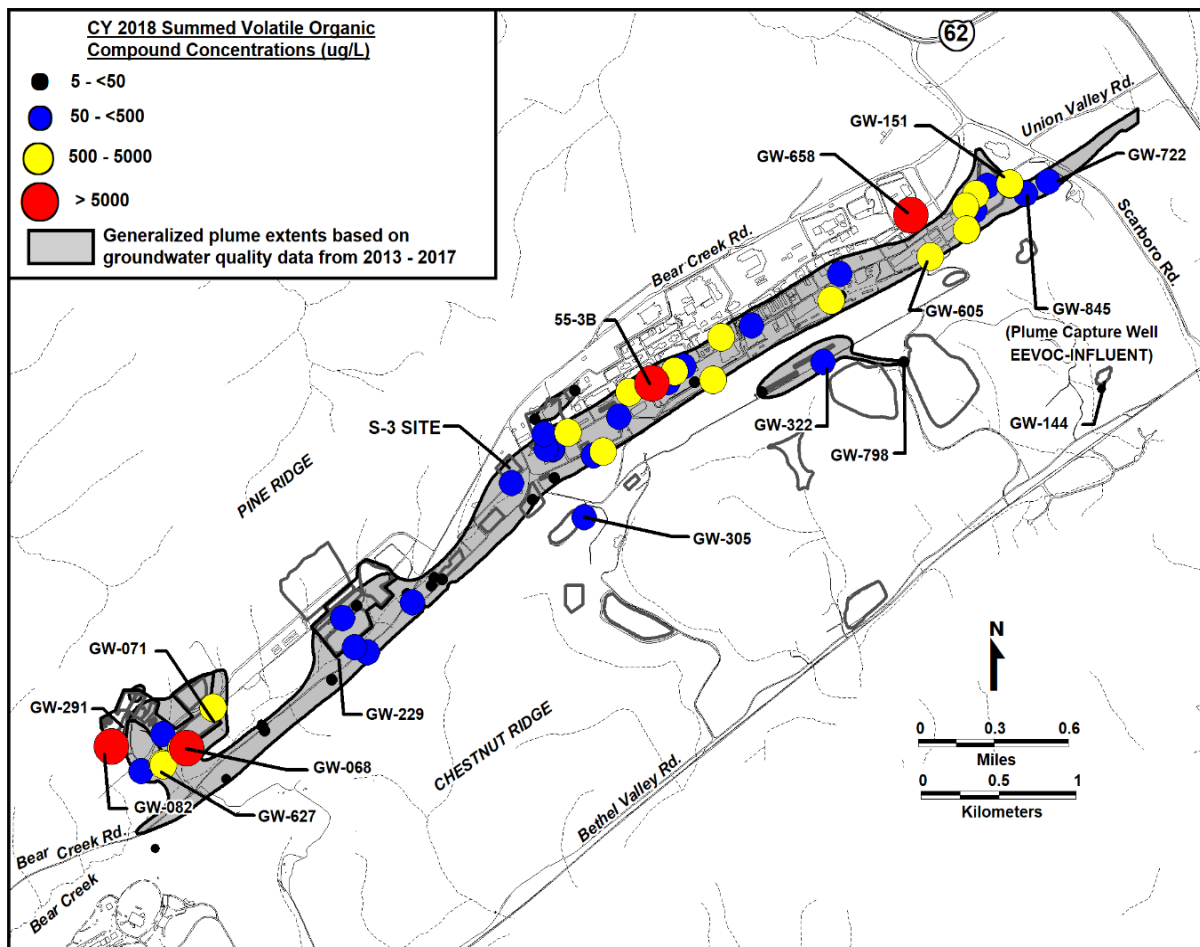 CY 2018 Summed Volatile Organic
Compound Concentrations (ug/L)
5 - <50
50 - <500
500 - 5000
> 5000
Generalized plume extents based on
groundwater quality data from 2013 - 2017
62
Union Valley Rd.
GW-151
GW-722
GW-658
Scarboro Rd.
Bear Creek Rd.
GW-845
(Plume Capture Well
EEVOC-INFLUENT)
GW-605
55-3B
GW-144
GW-322
GW-798
S-3 SITE
PINE RIDGE
GW-305
N
GW-071
GW-291
GW-229
CHESTNUT RIDGE
0 0.3 0.6
Miles
0 0.5 1
Kilometers
GW-068
GW-082
GW-627
Bethel Valley Rd.
Bear Creek Rd.
Bear Creek